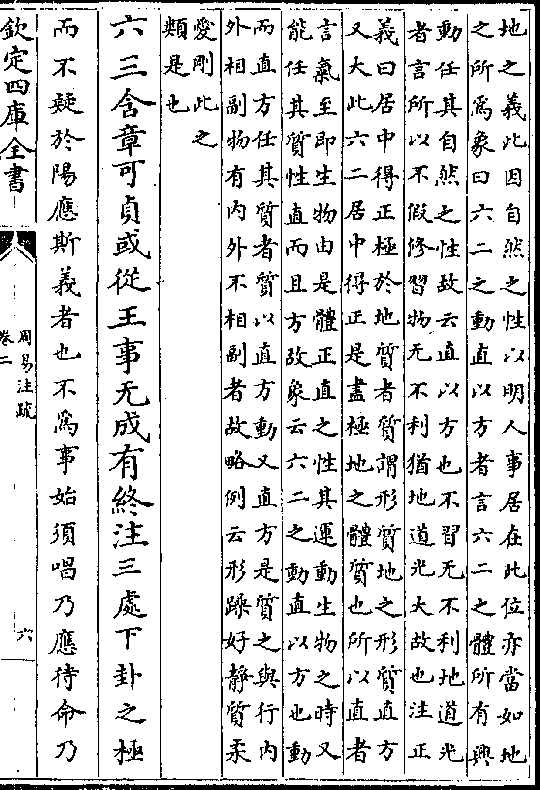 地之義此因自然之性以明人事居在此位亦當如地
之所爲象曰六二之動直以方者言六二之體所有興
動任其自然之性故云直以方也不習无不利地道光
者言所以不假修習物无不利猶地道光大故也注正
義曰居中得正極於地質者質謂形質地之形質直方
又大此六二居中得正是盡極地之體質也所以直者
言氣至即生物由是體正直之性其運動生物之時又
能任其質性直而且方故象云六二之動直以方也動
而直方任其質者質以直方動又直方是質之與行内
外相副物有内外不相副者故略例云形躁好靜質柔
愛剛此之
類是也
六三含章可貞或從王事无成有終注三處下卦之極
而不疑於陽應斯義者也不爲事始須唱乃應待命乃
欽定四庫全書
周易注疏
卷二
六